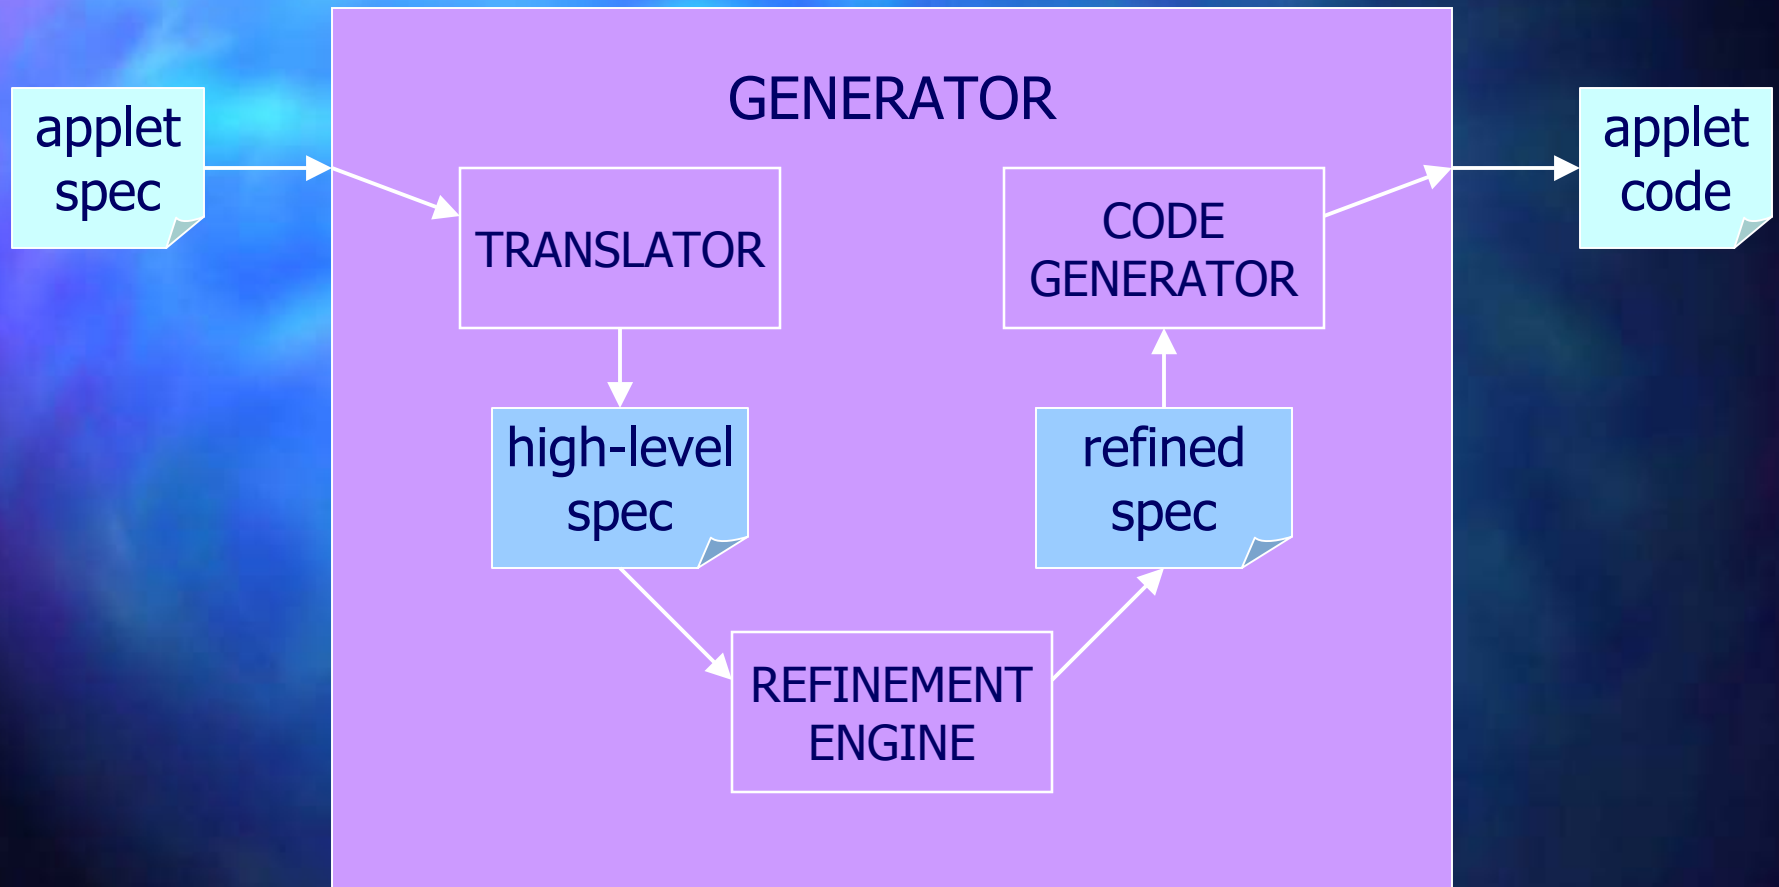 GENERATOR
applet
spec
TRANSLATOR
high-level
spec
REFINEMENT
ENGINE
refined
spec
CODE
GENERATOR
applet
code